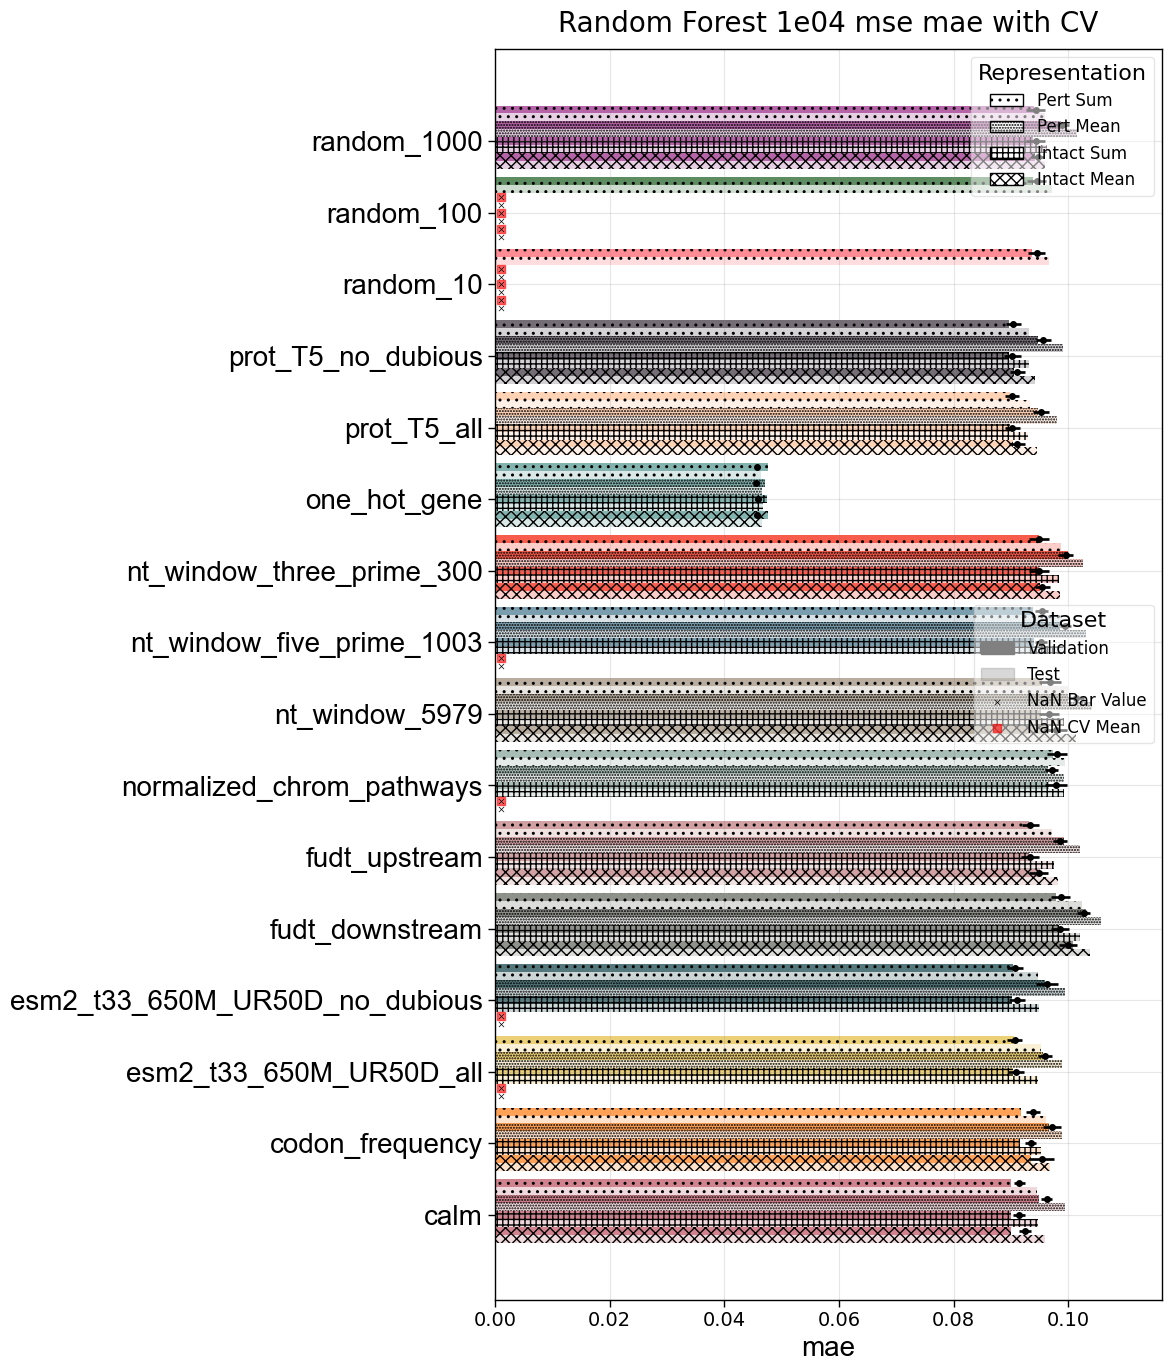 Random Forest 1e04 mse mae with CV
Representation
Pert Sum
Pert Mean
Intact Sum
Intact Mean
random_1000
random_100
random_10
prot_T5_no_dubious
prot_T5_all
one_hot_gene
nt_window_three_prime_300
nt_window_five_prime_1003
Dataset
Validation
Test
NaN Bar Value
NaN CV Mean
nt_window_5979
normalized_chrom_pathways
fudt_upstream
fudt_downstream
esm2_t33_650M_UR50D_no_dubious
esm2_t33_650M_UR50D_all
codon_frequency
calm
0.00 0.02 0.04 0.06 0.08 0.10
mae